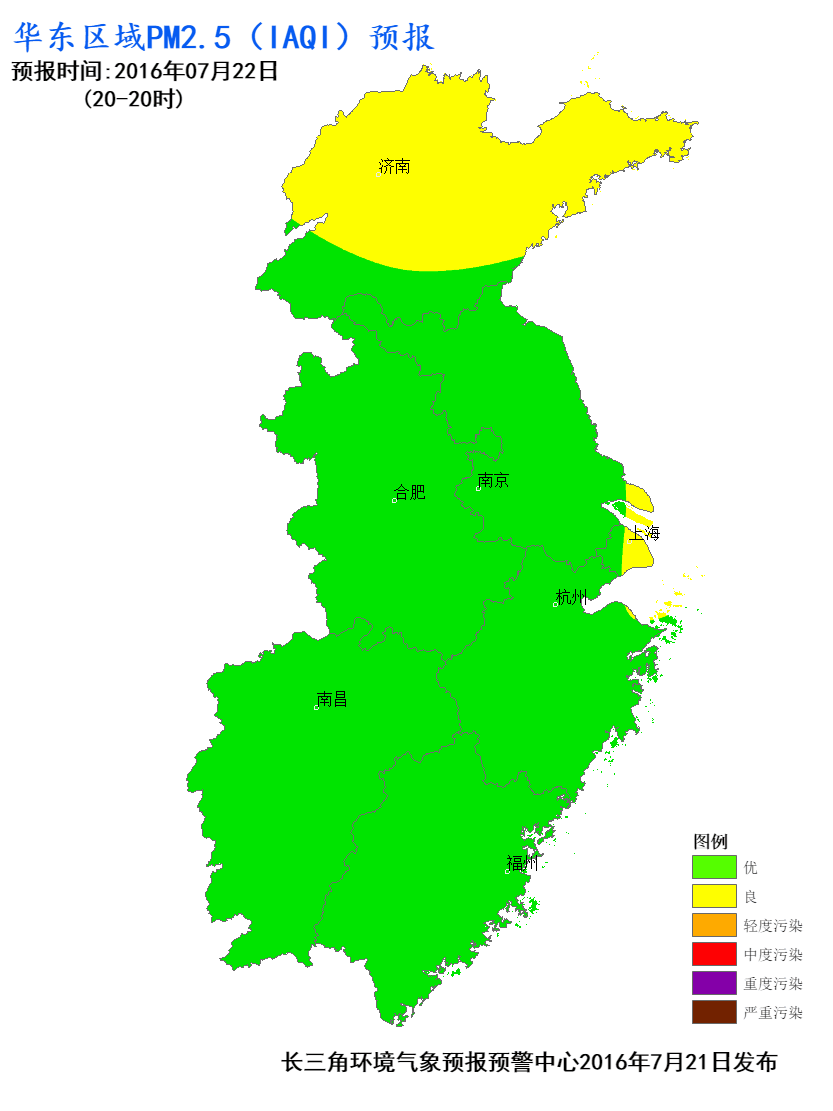 华东区域PM2.5（IAQI）预报
预报时间:2016年07月22日
(20-20时)
济南
南京
合肥
上海
杭州
南昌
福州
图例
优
良
轻度污染
中度污染
重度污染
严重污染
长三角环境气象预报预警中心2016年7月21日发布